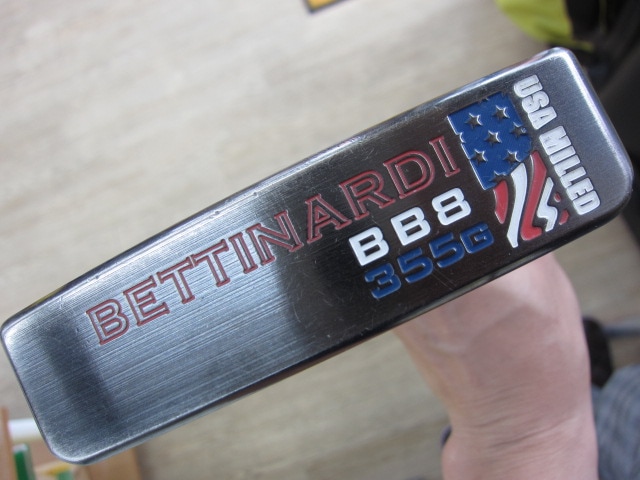 BETTINARDI
BB8
355G
USA MILLED